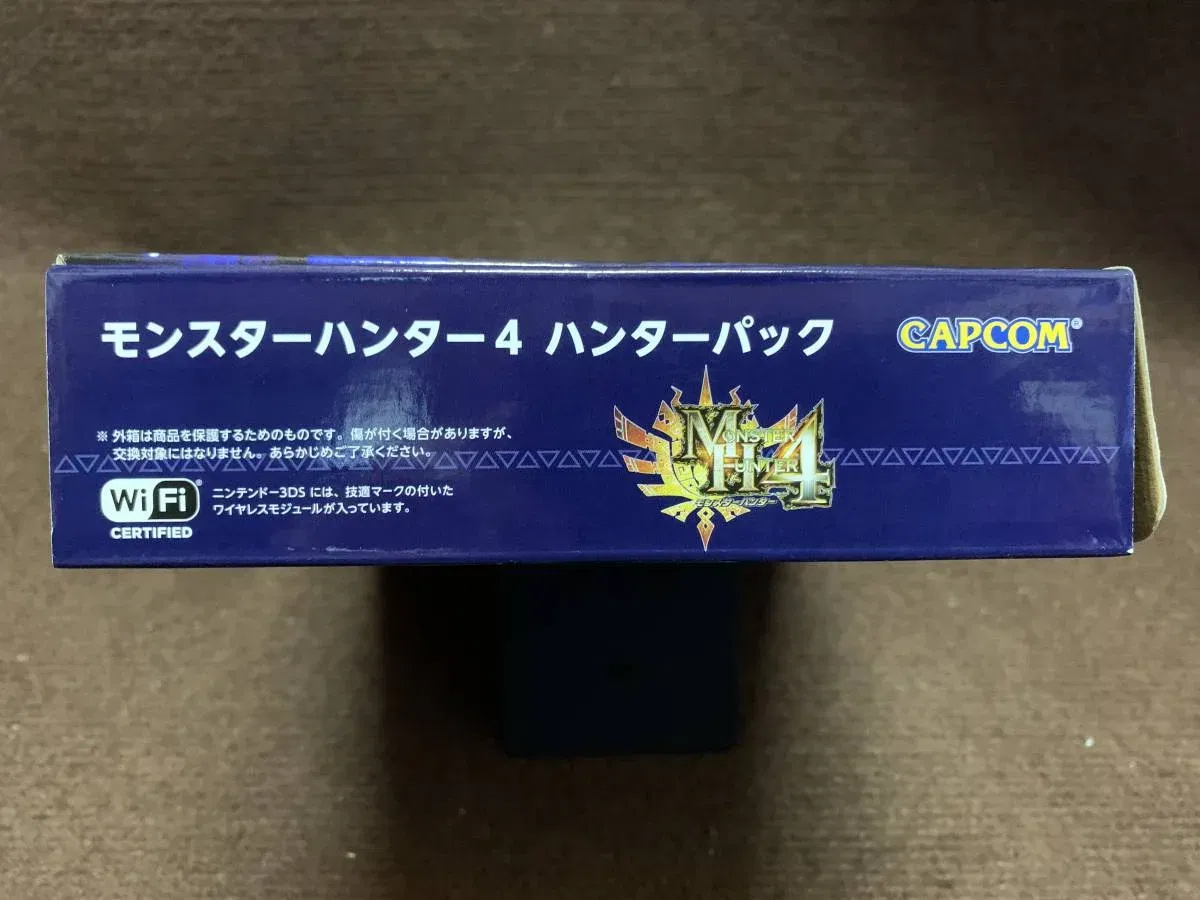 モンスターハンター4 ハンターパック
CAPCOM®
※ 外箱は商品を保護するためのものです。傷が付く場合がありますが、
交換対象にはなりません。あらかじめご了承ください。
MONSTER
HUNTER 4
モンスターハンター
Wi Fi®
CERTIFIED
ニンテンドー3DS には、技適マークの付いた
ワイヤレスモジュールが入っています。